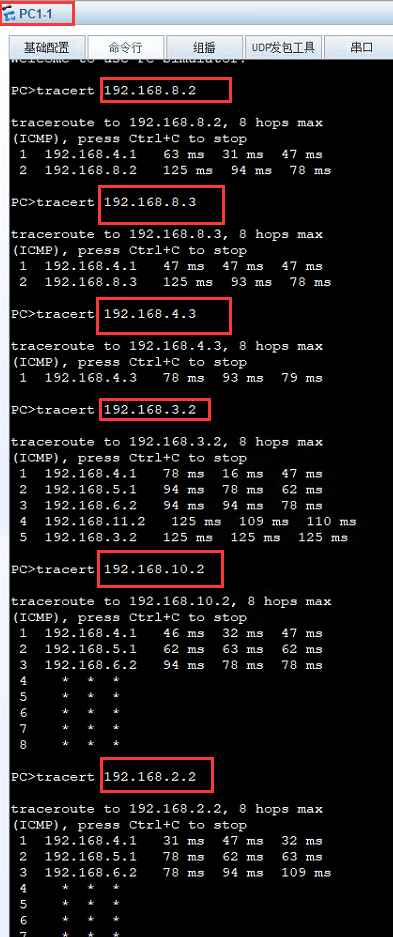 PC1-1
基础配置 命令行 组播 UDP发包工具 串口
welcome to use PC Simulator!
PC>tracert 192.168.8.2
traceroute to 192.168.8.2, 8 hops max
(ICMP), press Ctrl+C to stop
1 192.168.4.1 63 ms 31 ms 47 ms
2 192.168.8.2 125 ms 94 ms 78 ms
PC>tracert 192.168.8.3
traceroute to 192.168.8.3, 8 hops max
(ICMP), press Ctrl+C to stop
1 192.168.4.1 47 ms 47 ms 47 ms
2 192.168.8.3 125 ms 93 ms 78 ms
PC>tracert 192.168.4.3
traceroute to 192.168.4.3, 8 hops max
(ICMP), press Ctrl+C to stop
1 192.168.4.3 78 ms 93 ms 79 ms
PC>tracert 192.168.3.2
traceroute to 192.168.3.2, 8 hops max
(ICMP), press Ctrl+C to stop
1 192.168.4.1 78 ms 16 ms 47 ms
2 192.168.5.1 94 ms 78 ms 62 ms
3 192.168.6.2 94 ms 94 ms 78 ms
4 192.168.11.2 125 ms 109 ms 110 ms
5 192.168.3.2 125 ms 125 ms 125 ms
PC>tracert 192.168.10.2
traceroute to 192.168.10.2, 8 hops max
(ICMP), press Ctrl+C to stop
1 192.168.4.1 46 ms 32 ms 47 ms
2 192.168.5.1 62 ms 63 ms 62 ms
3 192.168.6.2 94 ms 78 ms 78 ms
4 * * *
5 * * *
6 * * *
7 * * *
8 * * *
PC>tracert 192.168.2.2
traceroute to 192.168.2.2, 8 hops max
(ICMP), press Ctrl+C to stop
1 192.168.4.1 31 ms 47 ms 32 ms
2 192.168.5.1 78 ms 62 ms 63 ms
3 192.168.6.2 78 ms 94 ms 109 ms
4 * * *
5 * * *
6 * * *
7 * * *